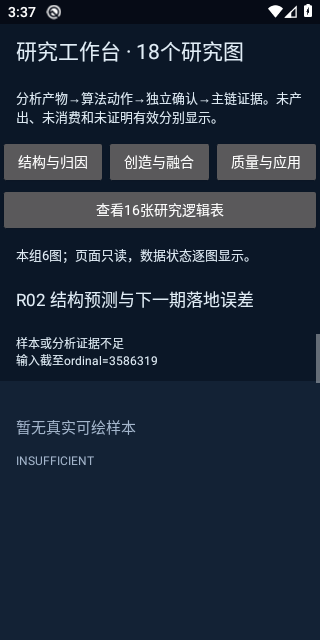 3:37
研究工作台 · 18个研究图
分析产物→算法动作→独立确认→主链证据。未产
出、未消费和未证明有效分别显示。
结构与归因
创造与融合
质量与应用
查看16张研究逻辑表
本组6图；页面只读，数据状态逐图显示。
R02 结构预测与下一期落地误差
样本或分析证据不足
输入截至ordinal=3586319
暂无真实可绘样本
INSUFFICIENT